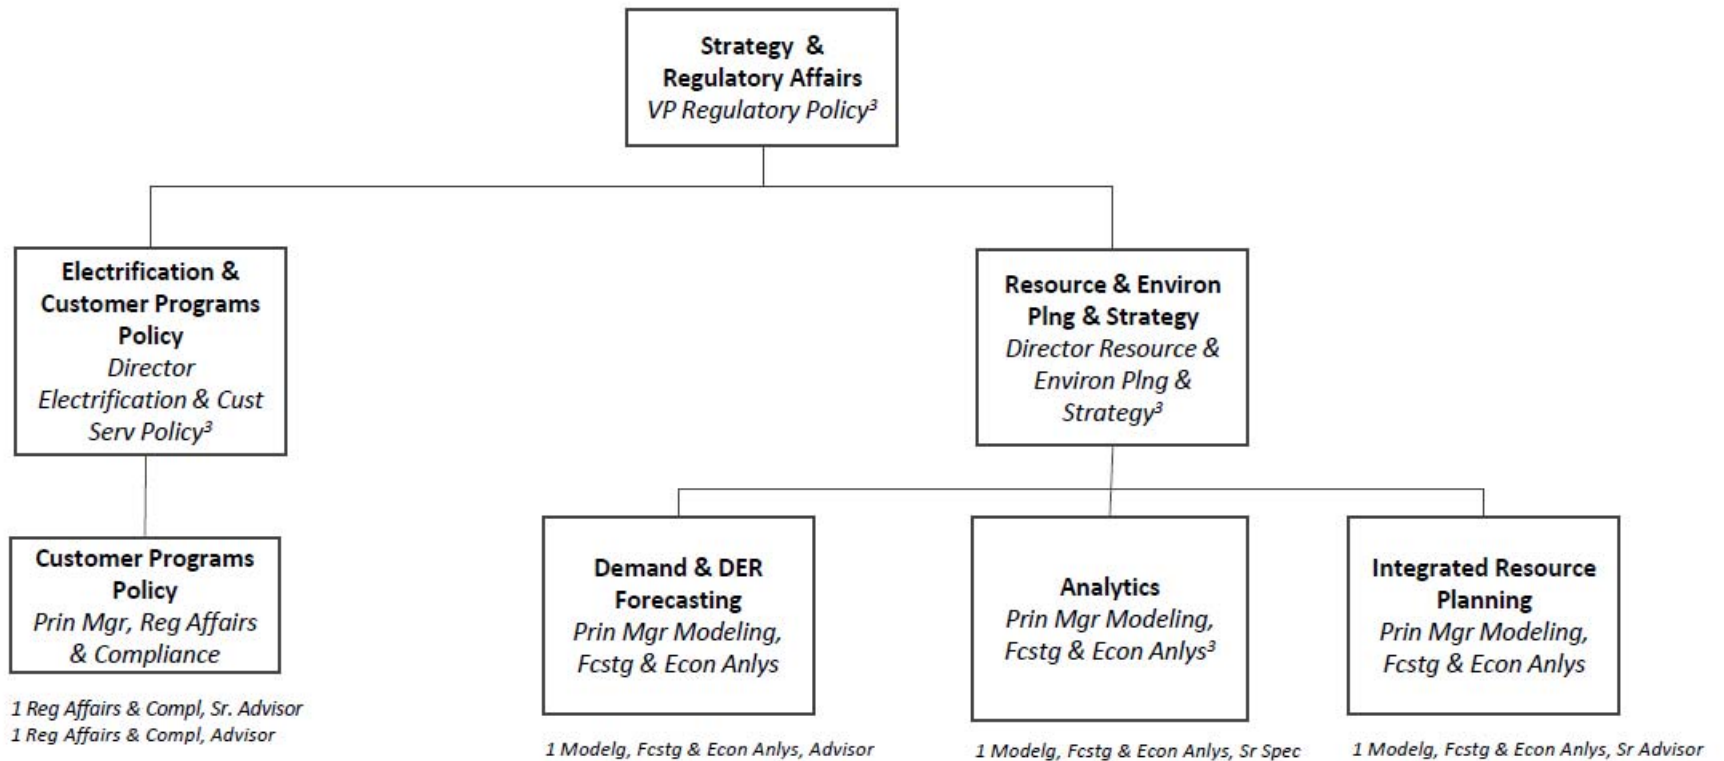 Strategy &
Regulatory Affairs
VP Regulatory Policy³
Electrification &
Customer Programs
Policy
Director
Electrification & Cust
Serv Policy³
Resource & Environ
Plng & Strategy
Director Resource &
Environ Plng &
Strategy³
Customer Programs
Policy
Prin Mgr, Reg Affairs
& Compliance
1 Reg Affairs & Compl, Sr. Advisor
1 Reg Affairs & Compl, Advisor
Demand & DER
Forecasting
Prin Mgr Modeling,
Fcstg & Econ Anlys
1 Modelg, Fcstg & Econ Anlys, Advisor
Analytics
Prin Mgr Modeling,
Fcstg & Econ Anlys³
1 Modelg, Fcstg & Econ Anlys, Sr Spec
Integrated Resource
Planning
Prin Mgr Modeling,
Fcstg & Econ Anlys
1 Modelg, Fcstg & Econ Anlys, Sr Advisor